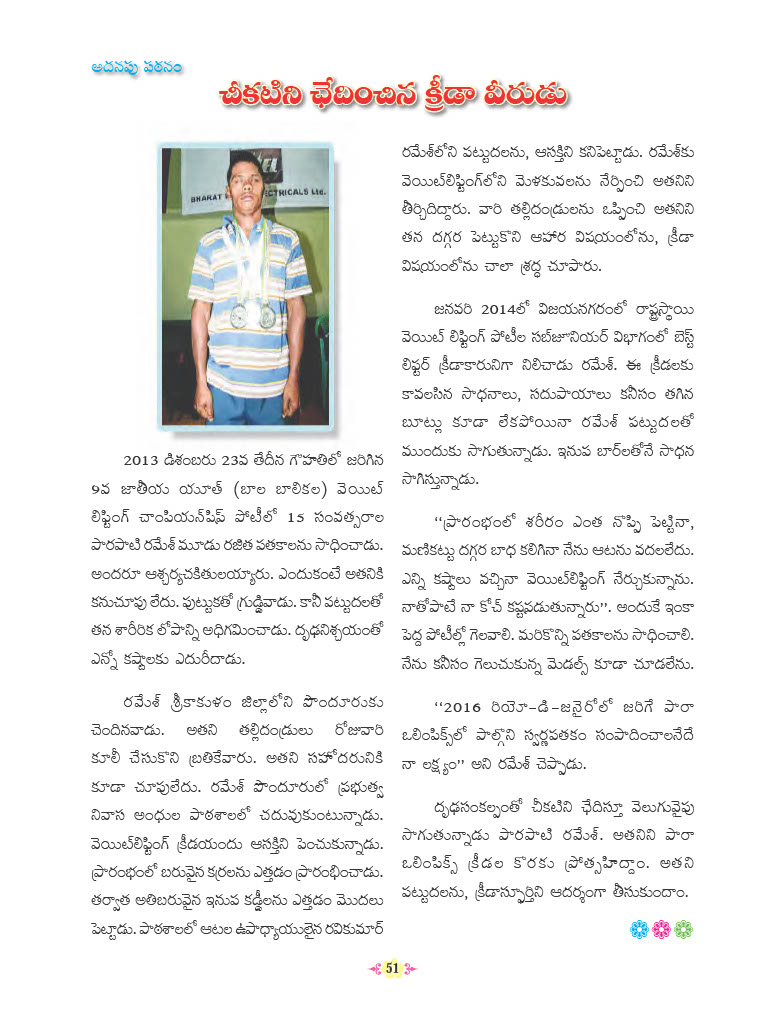 అదనపు పఠనం
చీకటిని ఛేదించిన క్రీడా వీరుడు
BHARAT
ECTRICALS Ltd.
2013 డిశంబరు 23వ తేదీన గౌహతిలో జరిగిన
9వ జాతీయ యూత్ (బాల బాలికల) వెయిట్
లిఫ్టింగ్ చాంపియన్‌షిప్ పోటీలో 15 సంవత్సరాల
పారపాటి రమేశ్ మూడు రజిత పతకాలను సాధించాడు.
అందరూ ఆశ్చర్యచకితులయ్యారు. ఎందుకంటే అతనికి
కనుచూపు లేదు. పుట్టుకతో గ్రుడ్డివాడు. కానీ పట్టుదలతో
తన శారీరిక లోపాన్ని అధిగమించాడు. దృఢనిశ్చయంతో
ఎన్నో కష్టాలకు ఎదురీదాడు.
రమేశ్ శ్రీకాకుళం జిల్లాలోని పొందూరుకు
చెందినవాడు. అతని తల్లిదండ్రులు రోజువారి
కూలీ చేసుకొని బ్రతికేవారు. అతని సహోదరునికి
కూడా చూపులేదు. రమేశ్ పొందూరులో ప్రభుత్వ
నివాస అంధుల పాఠశాలలో చదువుకుంటున్నాడు.
వెయిట్‌లిఫ్టింగ్ క్రీడయందు ఆసక్తిని పెంచుకున్నాడు.
ప్రారంభంలో బరువైన కర్రలను ఎత్తడం ప్రారంభించాడు.
తర్వాత అతిబరువైన ఇనుప కడ్డీలను ఎత్తడం మొదలు
పెట్టాడు. పాఠశాలలో ఆటల ఉపాధ్యాయులైన రవికుమార్
రమేశ్‌లోని పట్టుదలను, ఆసక్తిని కనిపెట్టాడు. రమేశ్‌కు
వెయిట్‌లిఫ్టింగ్‌లోని మెళకువలను నేర్పించి అతనిని
తీర్చిదిద్దారు. వారి తల్లిదండ్రులను ఒప్పించి అతనిని
తన దగ్గర పెట్టుకొని ఆహార విషయంలోను, క్రీడా
విషయంలోను చాలా శ్రద్ధ చూపారు.
జనవరి 2014లో విజయనగరంలో రాష్ట్రస్థాయి
వెయిట్ లిఫ్టింగ్ పోటీల సబ్‌జూనియర్ విభాగంలో బెస్ట్
లిఫ్టర్ క్రీడాకారునిగా నిలిచాడు రమేశ్. ఈ క్రీడలకు
కావలసిన సాధనాలు, సదుపాయాలు కనీసం తగిన
బూట్లు కూడా లేకపోయినా రమేశ్ పట్టుదలతో
ముందుకు సాగుతున్నాడు. ఇనుప బార్‌లతోనే సాధన
సాగిస్తున్నాడు.
“ప్రారంభంలో శరీరం ఎంత నొప్పి పెట్టినా,
మణికట్టు దగ్గర బాధ కలిగినా నేను ఆటను వదలలేదు.
ఎన్ని కష్టాలు వచ్చినా వెయిట్‌లిఫ్టింగ్ నేర్చుకున్నాను.
నాతోపాటే నా కోచ్ కష్టపడుతున్నారు”. అందుకే ఇంకా
పెద్ద పోటీల్లో గెలవాలి. మరికొన్ని పతకాలను సాధించాలి.
నేను కనీసం గెలుచుకున్న మెడల్స్ కూడా చూడలేను.
“2016 రియో-డి-జనైరోలో జరిగే పారా
ఒలింపిక్స్‌లో పాల్గొని స్వర్ణపతకం సంపాదించాలనేదే
నా లక్ష్యం” అని రమేశ్ చెప్పాడు.
దృఢసంకల్పంతో చీకటిని ఛేదిస్తూ వెలుగువైపు
సాగుతున్నాడు పారపాటి రమేశ్. అతనిని పారా
ఒలింపిక్స్ క్రీడల కొరకు ప్రోత్సహిద్దాం. అతని
పట్టుదలను, క్రీడాస్ఫూర్తిని ఆదర్శంగా తీసుకుందాం.
51